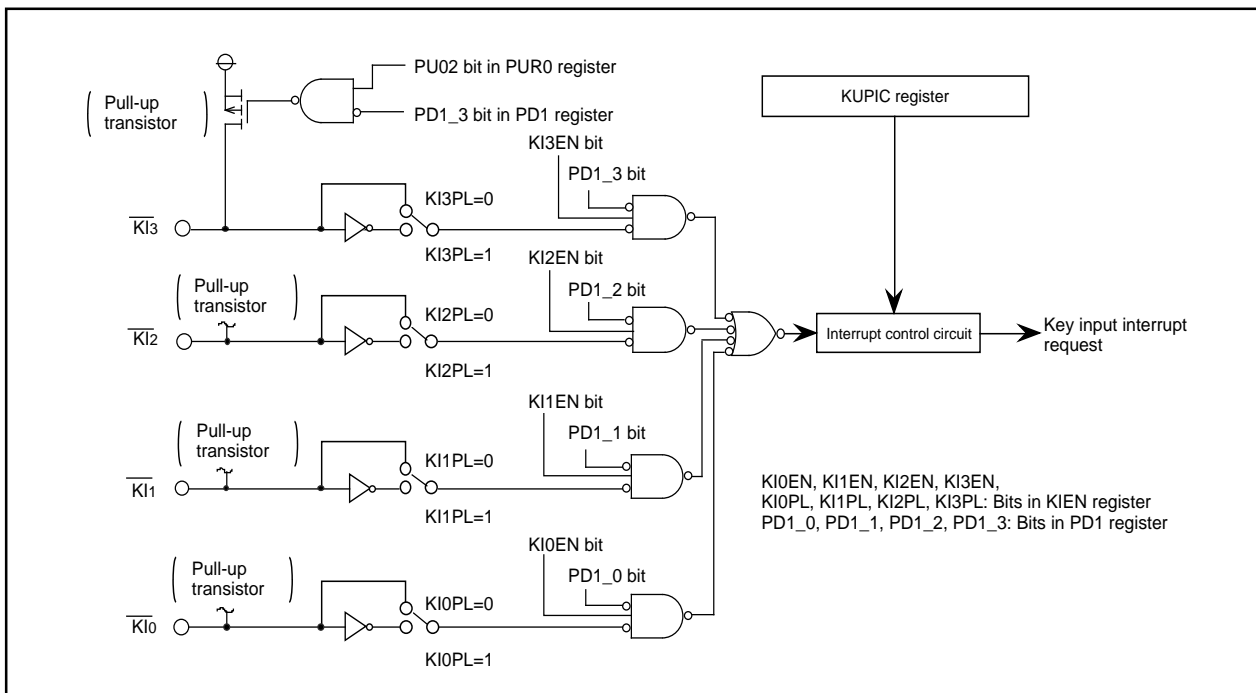 PU02 bit in PUR0 register
Pull-up
transistor
PD1_3 bit in PD1 register
KUPIC register
KI3EN bit
PD1_3 bit
KI3PL=0
K̅I̅3
KI3PL=1
KI2EN bit
Pull-up
transistor
PD1_2 bit
KI2PL=0
K̅I̅2
KI2PL=1
Interrupt control circuit
Key input interrupt
request
KI1EN bit
Pull-up
transistor
PD1_1 bit
KI1PL=0
K̅I̅1
KI1PL=1
KI0EN, KI1EN, KI2EN, KI3EN,
KI0PL, KI1PL, KI2PL, KI3PL: Bits in KIEN register
PD1_0, PD1_1, PD1_2, PD1_3: Bits in PD1 register
KI0EN bit
Pull-up
transistor
PD1_0 bit
KI0PL=0
K̅I̅0
KI0PL=1